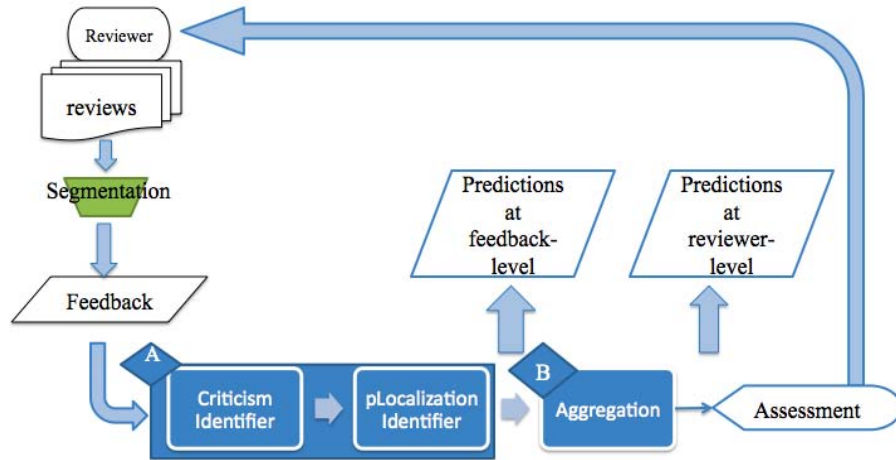 Reviewer
reviews
Segmentation
Feedback
Predictions
at
feedback-
level
Predictions
at
reviewer-
level
A
Criticism
Identifier
pLocalization
Identifier
B
Aggregation
Assessment